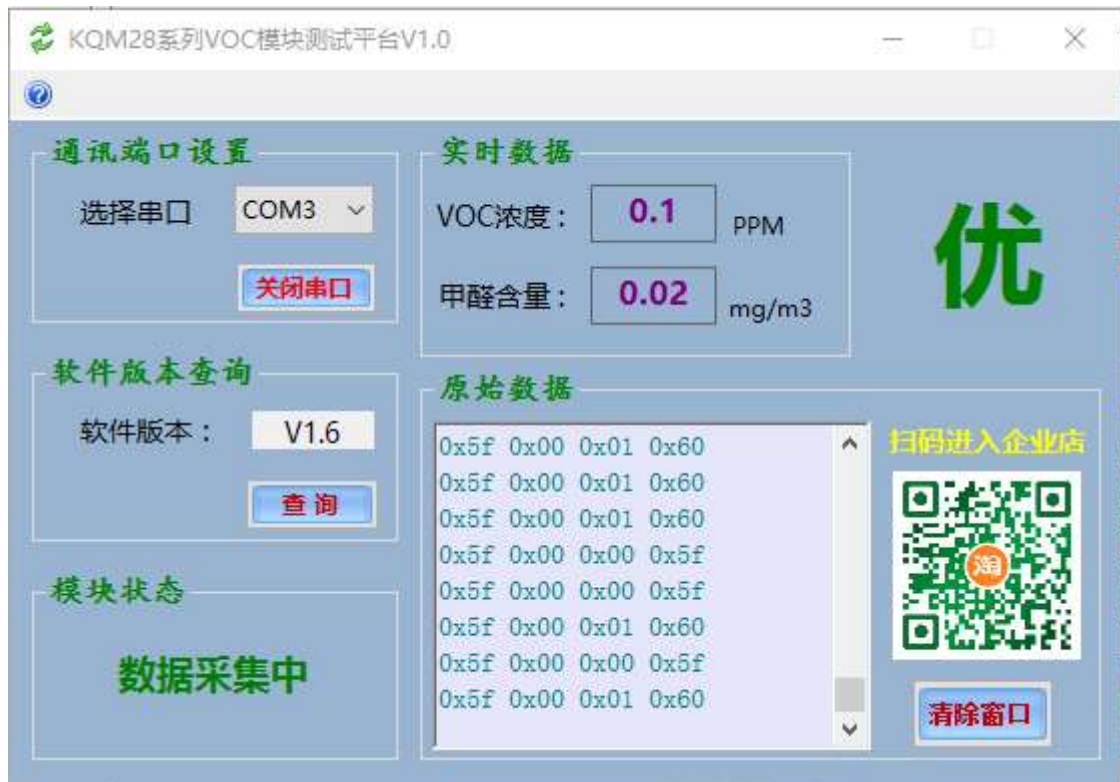 KQM28系列VOC模块测试平台V1.0
通讯端口设置
选择串口 COM3
关闭串口
实时数据
VOC浓度： 0.1 PPM
甲醛含量： 0.02 mg/m3
优
软件版本查询
软件版本： V1.6
查 询
模块状态
数据采集中
原始数据
0x5f 0x00 0x01 0x60
0x5f 0x00 0x01 0x60
0x5f 0x00 0x01 0x60
0x5f 0x00 0x00 0x5f
0x5f 0x00 0x00 0x5f
0x5f 0x00 0x01 0x60
0x5f 0x00 0x00 0x5f
0x5f 0x00 0x01 0x60
扫码进入企业店
淘
清除窗口